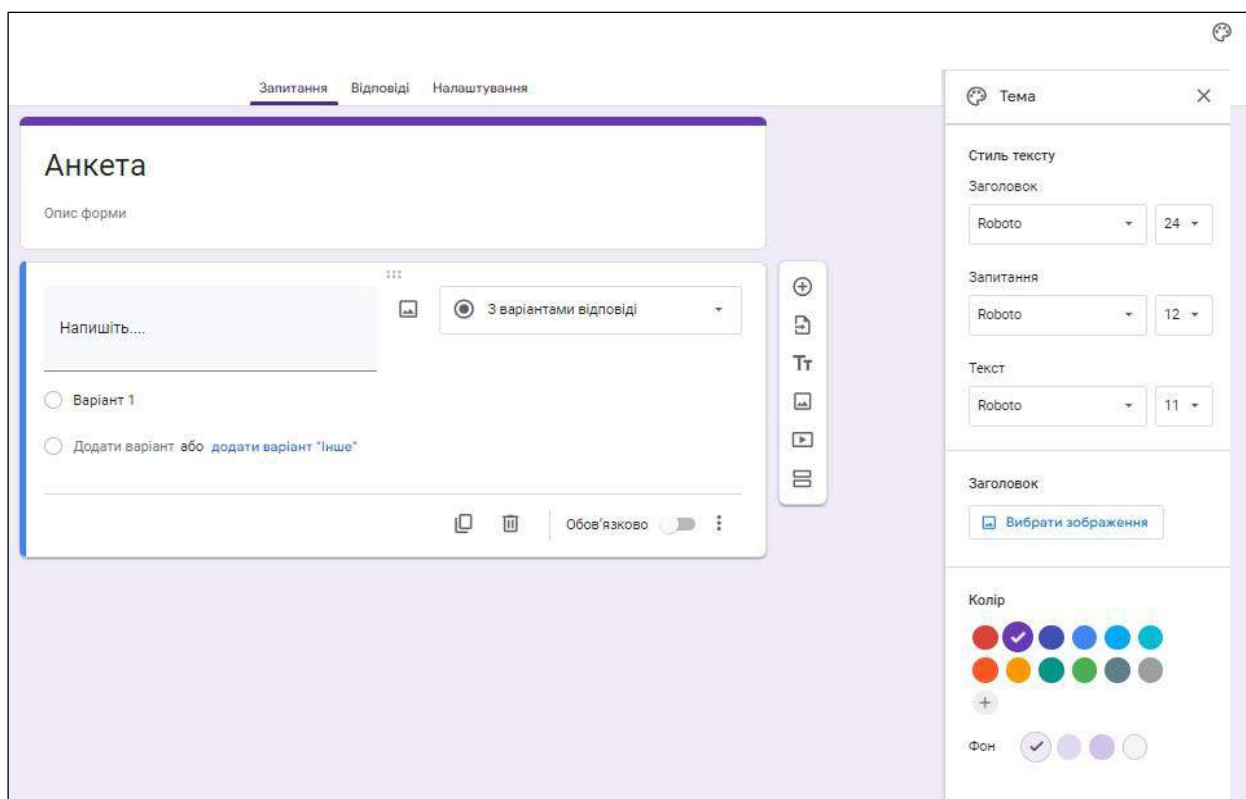 Запитання Відповіді Налаштування
Анкета
Опис форми
Напишіть....
З варіантами відповіді
Варіант 1
Додати варіант або додати варіант "Інше"
Обов'язково
Tт
Тема
Стиль тексту
Заголовок
Roboto 24
Запитання
Roboto 12
Текст
Roboto 11
Заголовок
Вибрати зображення
Колір
Фон